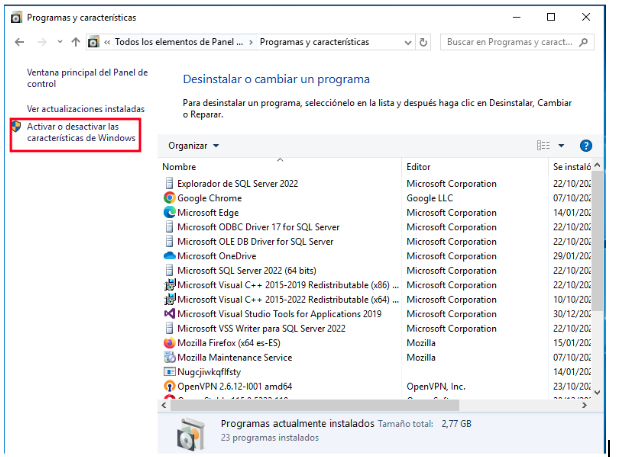 Programas y características
« Todos los elementos de Panel ... > Programas y características
Buscar en Programas y caract...
Ventana principal del Panel de
control
Ver actualizaciones instaladas
Activar o desactivar las
características de Windows
Desinstalar o cambiar un programa
Para desinstalar un programa, selecciónelo en la lista y después haga clic en Desinstalar, Cambiar
o Reparar.
Organizar
Nombre Editor Se instaló
Explorador de SQL Server 2022 Microsoft Corporation 22/10/202
Google Chrome Google LLC 07/10/202
Microsoft Edge Microsoft Corporation 14/01/202
Microsoft ODBC Driver 17 for SQL Server Microsoft Corporation 22/10/202
Microsoft OLE DB Driver for SQL Server Microsoft Corporation 22/10/202
Microsoft OneDrive Microsoft Corporation 29/01/202
Microsoft SQL Server 2022 (64 bits) Microsoft Corporation 22/10/202
Microsoft Visual C++ 2015-2019 Redistributable (x86) ... Microsoft Corporation 22/10/202
Microsoft Visual C++ 2015-2022 Redistributable (x64) ... Microsoft Corporation 10/10/202
Microsoft Visual Studio Tools for Applications 2019 Microsoft Corporation 30/12/202
Microsoft VSS Writer para SQL Server 2022 Microsoft Corporation 22/10/202
Mozilla Firefox (x64 es-ES) Mozilla 15/01/202
Mozilla Maintenance Service Mozilla 07/10/202
Nugcjiwkqflfsty 14/01/202
OpenVPN 2.6.12-I001 amd64 OpenVPN, Inc. 23/10/202
Programas actualmente instalados Tamaño total: 2,77 GB
23 programas instalados